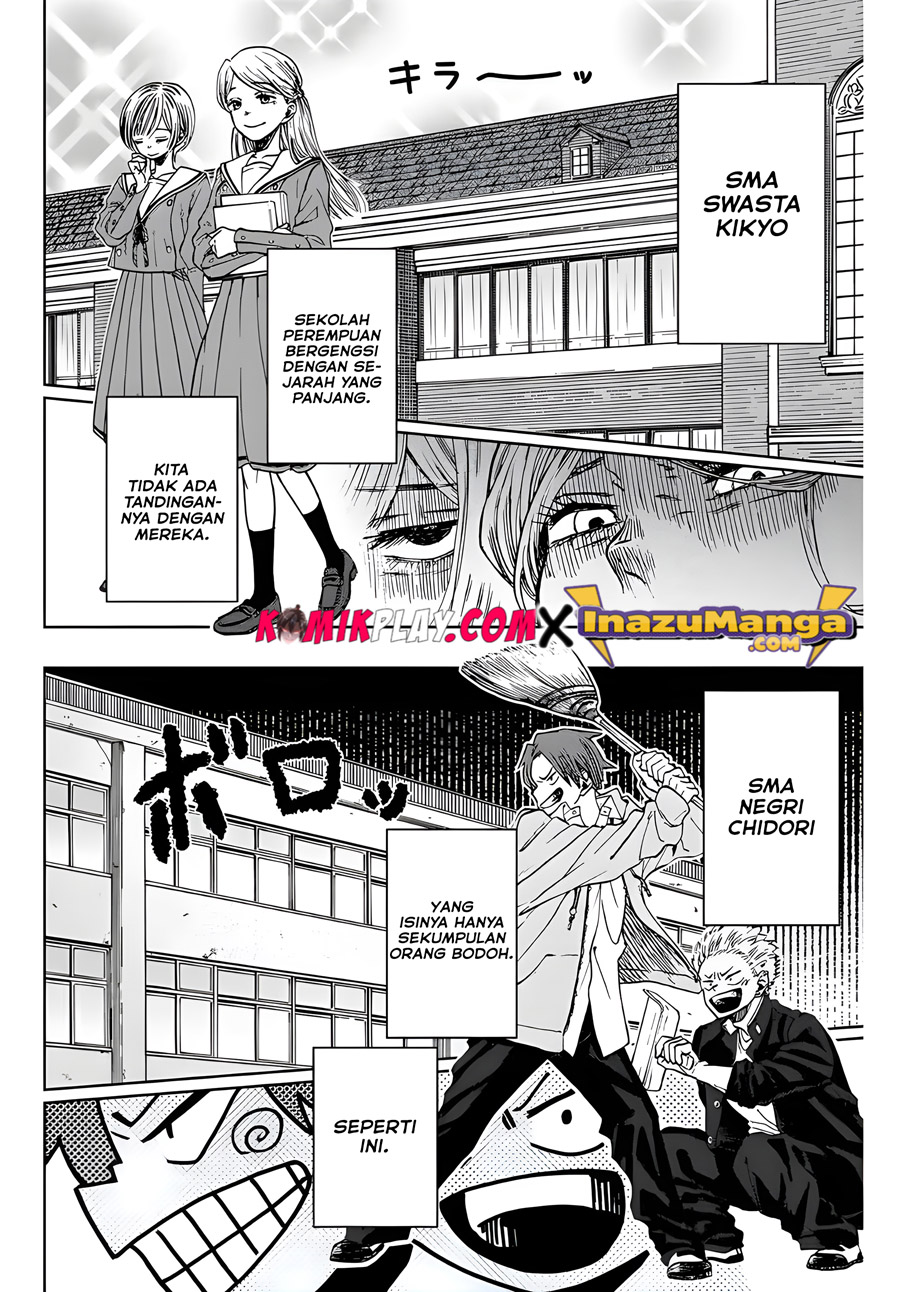 キラーッ
SMA
SWASTA
KIKYO
SEKOLAH
PEREMPUAN
BERGENGSI
DENGAN SE-
JARAH YANG
PANJANG.
KITA
TIDAK ADA
TANDINGAN-
NYA DENGAN
MEREKA.
KOMIKPLAY.COM X INAZUMANGA
.COM
ボロッ
SMA
NEGRI
CHIDORI
YANG
ISINYA HANYA
SEKUMPULAN
ORANG BODOH.
SEPERTI
INI.